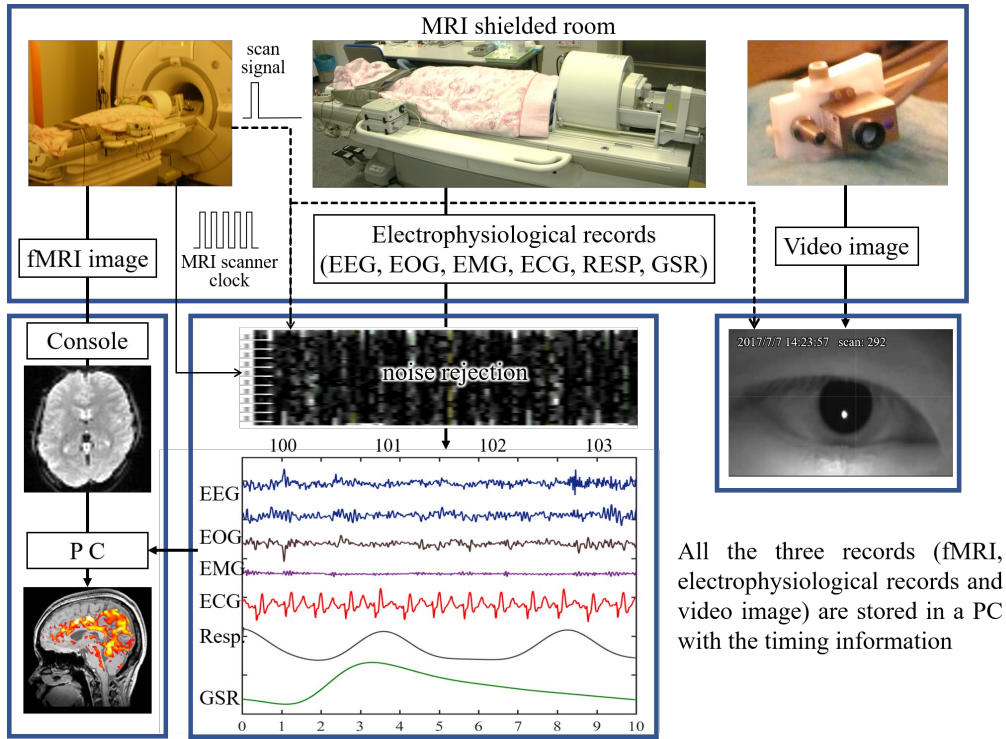 MRI shielded room
scan
signal
MRI scanner
clock
fMRI image
Electrophysiological records
(EEG, EOG, EMG, ECG, RESP, GSR)
Video image
Console
noise rejection
2017/7/7 14:23:57 scan: 292
100 101 102 103
EEG
EOG
EMG
ECG
Resp
GSR
0 1 2 3 4 5 6 7 8 9 10
P C
All the three records (fMRI,
electrophysiological records and
video image) are stored in a PC
with the timing information